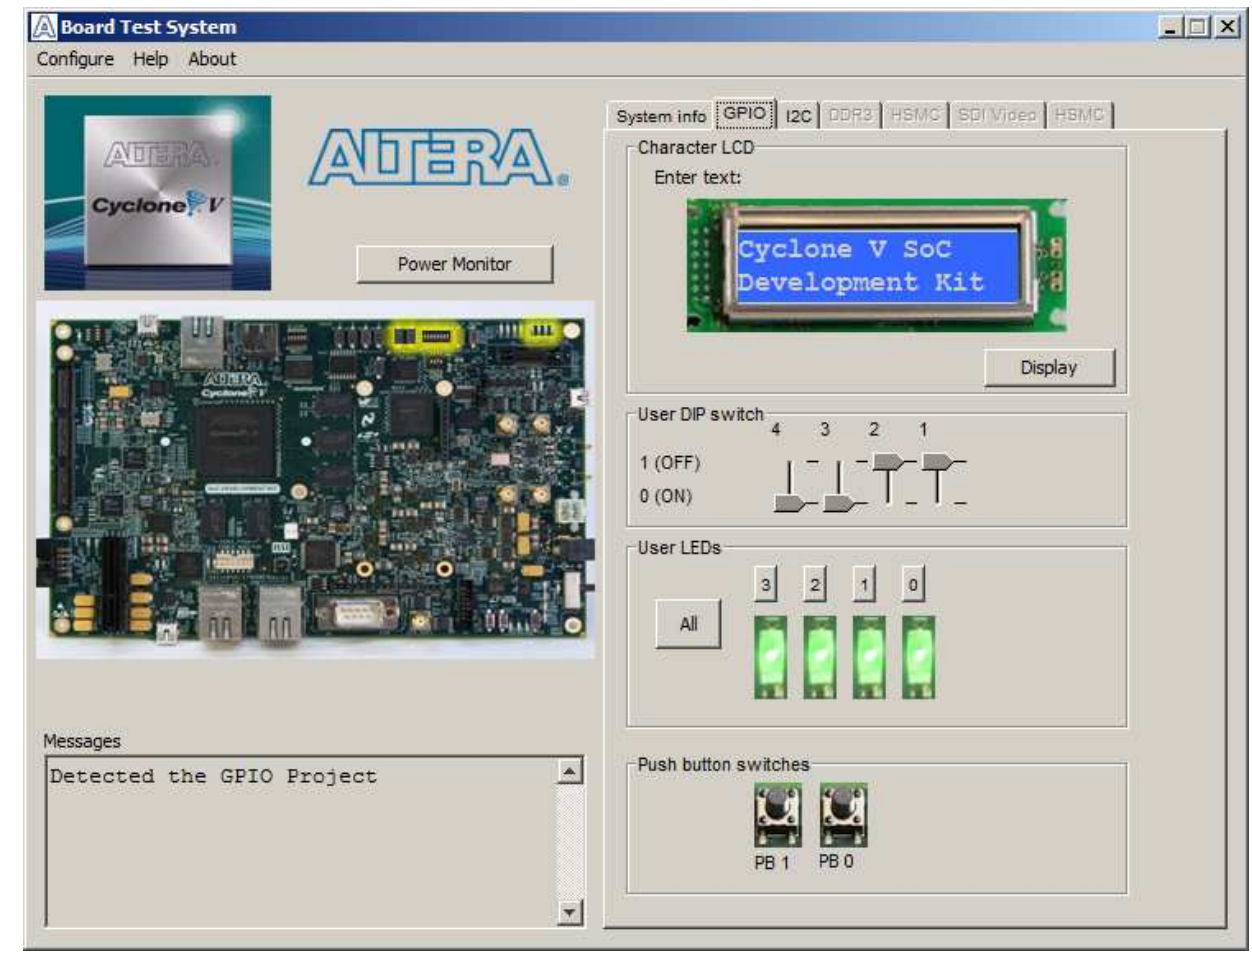 Board Test System
Configure Help About
ALTERA
Cyclone V
ALTERA®
Power Monitor
ALTERA
Cyclone V
Messages
Detected the GPIO Project
System info GPIO I2C DDR3 HSMC SDI Video HSMC
Character LCD
Enter text:
Cyclone V SoC
Development Kit
Display
User DIP switch
4 3 2 1
1 (OFF)
0 (ON)
User LEDs
3 2 1 0
All
Push button switches
PB 1 PB 0